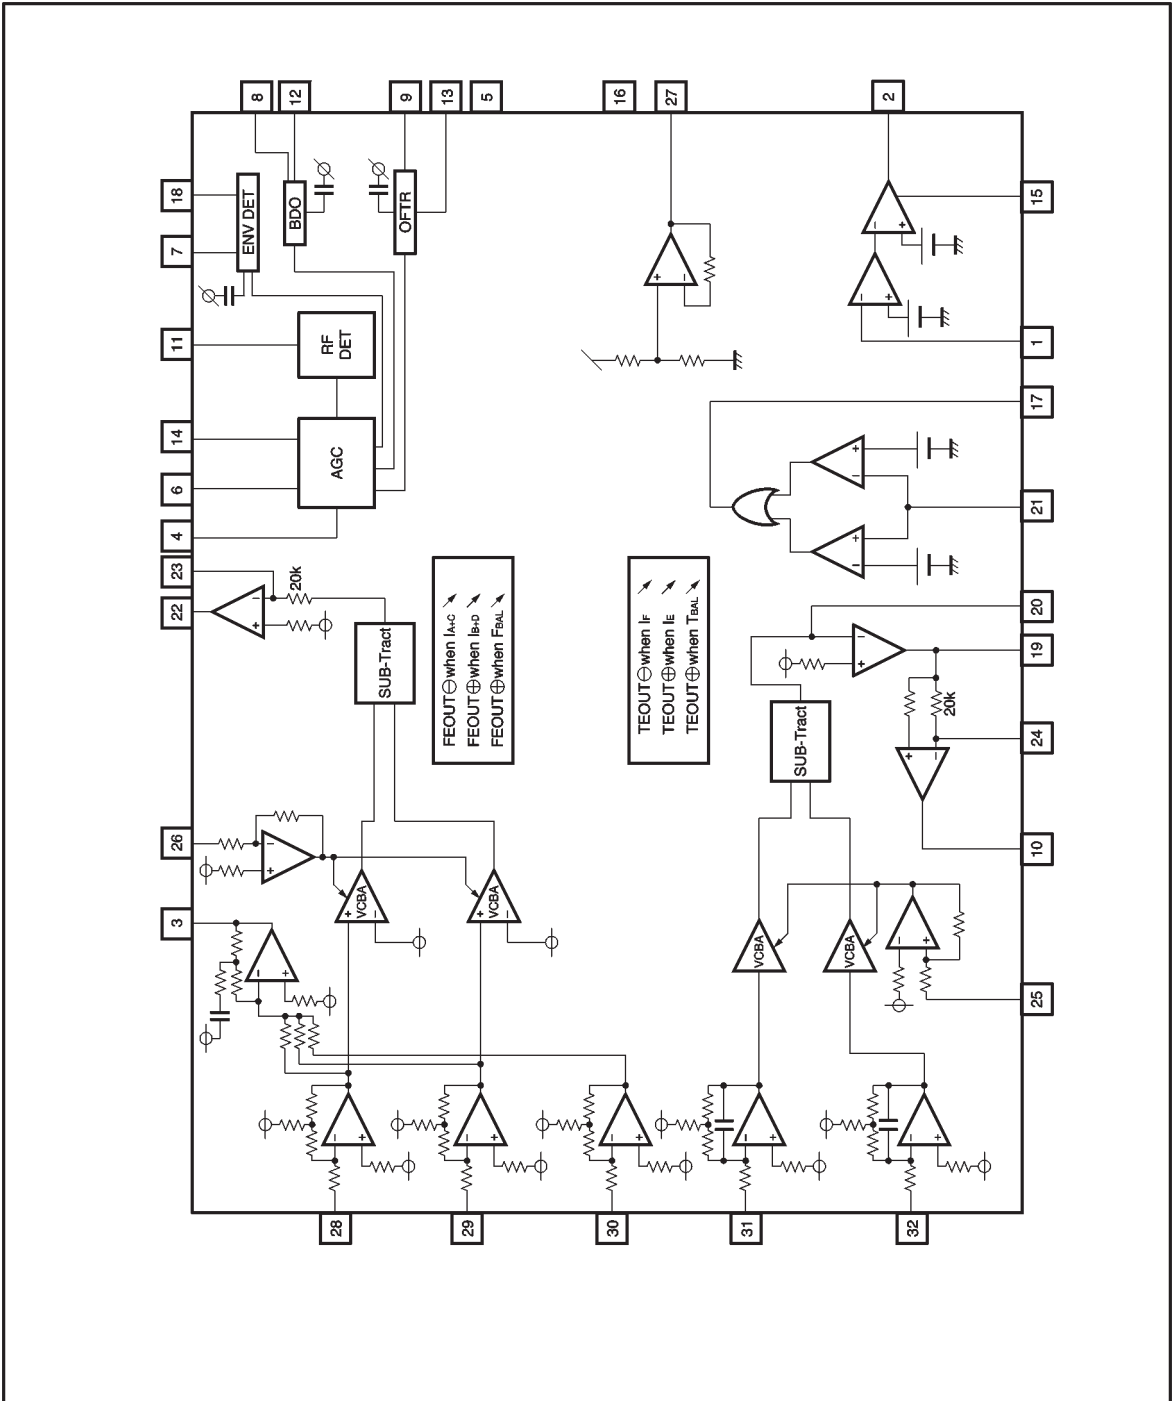 8
12
9
13
5
16
27
2
18
7
11
14
6
4
23
22
26
3
15
1
17
21
20
19
24
10
25
28
29
30
31
32
ENV DET
BDO
OFTR
RF
DET
AGC
20k
SUB-Tract
FEOUT⊖when IA+C ↗
FEOUT⊕when IB+D ↗
FEOUT⊕when FBAL ↗
TEOUT⊖when IF ↗
TEOUT⊕when IE ↗
TEOUT⊕when TBAL ↗
SUB-Tract
20k
VCBA
VCBA
VCBA
VCBA